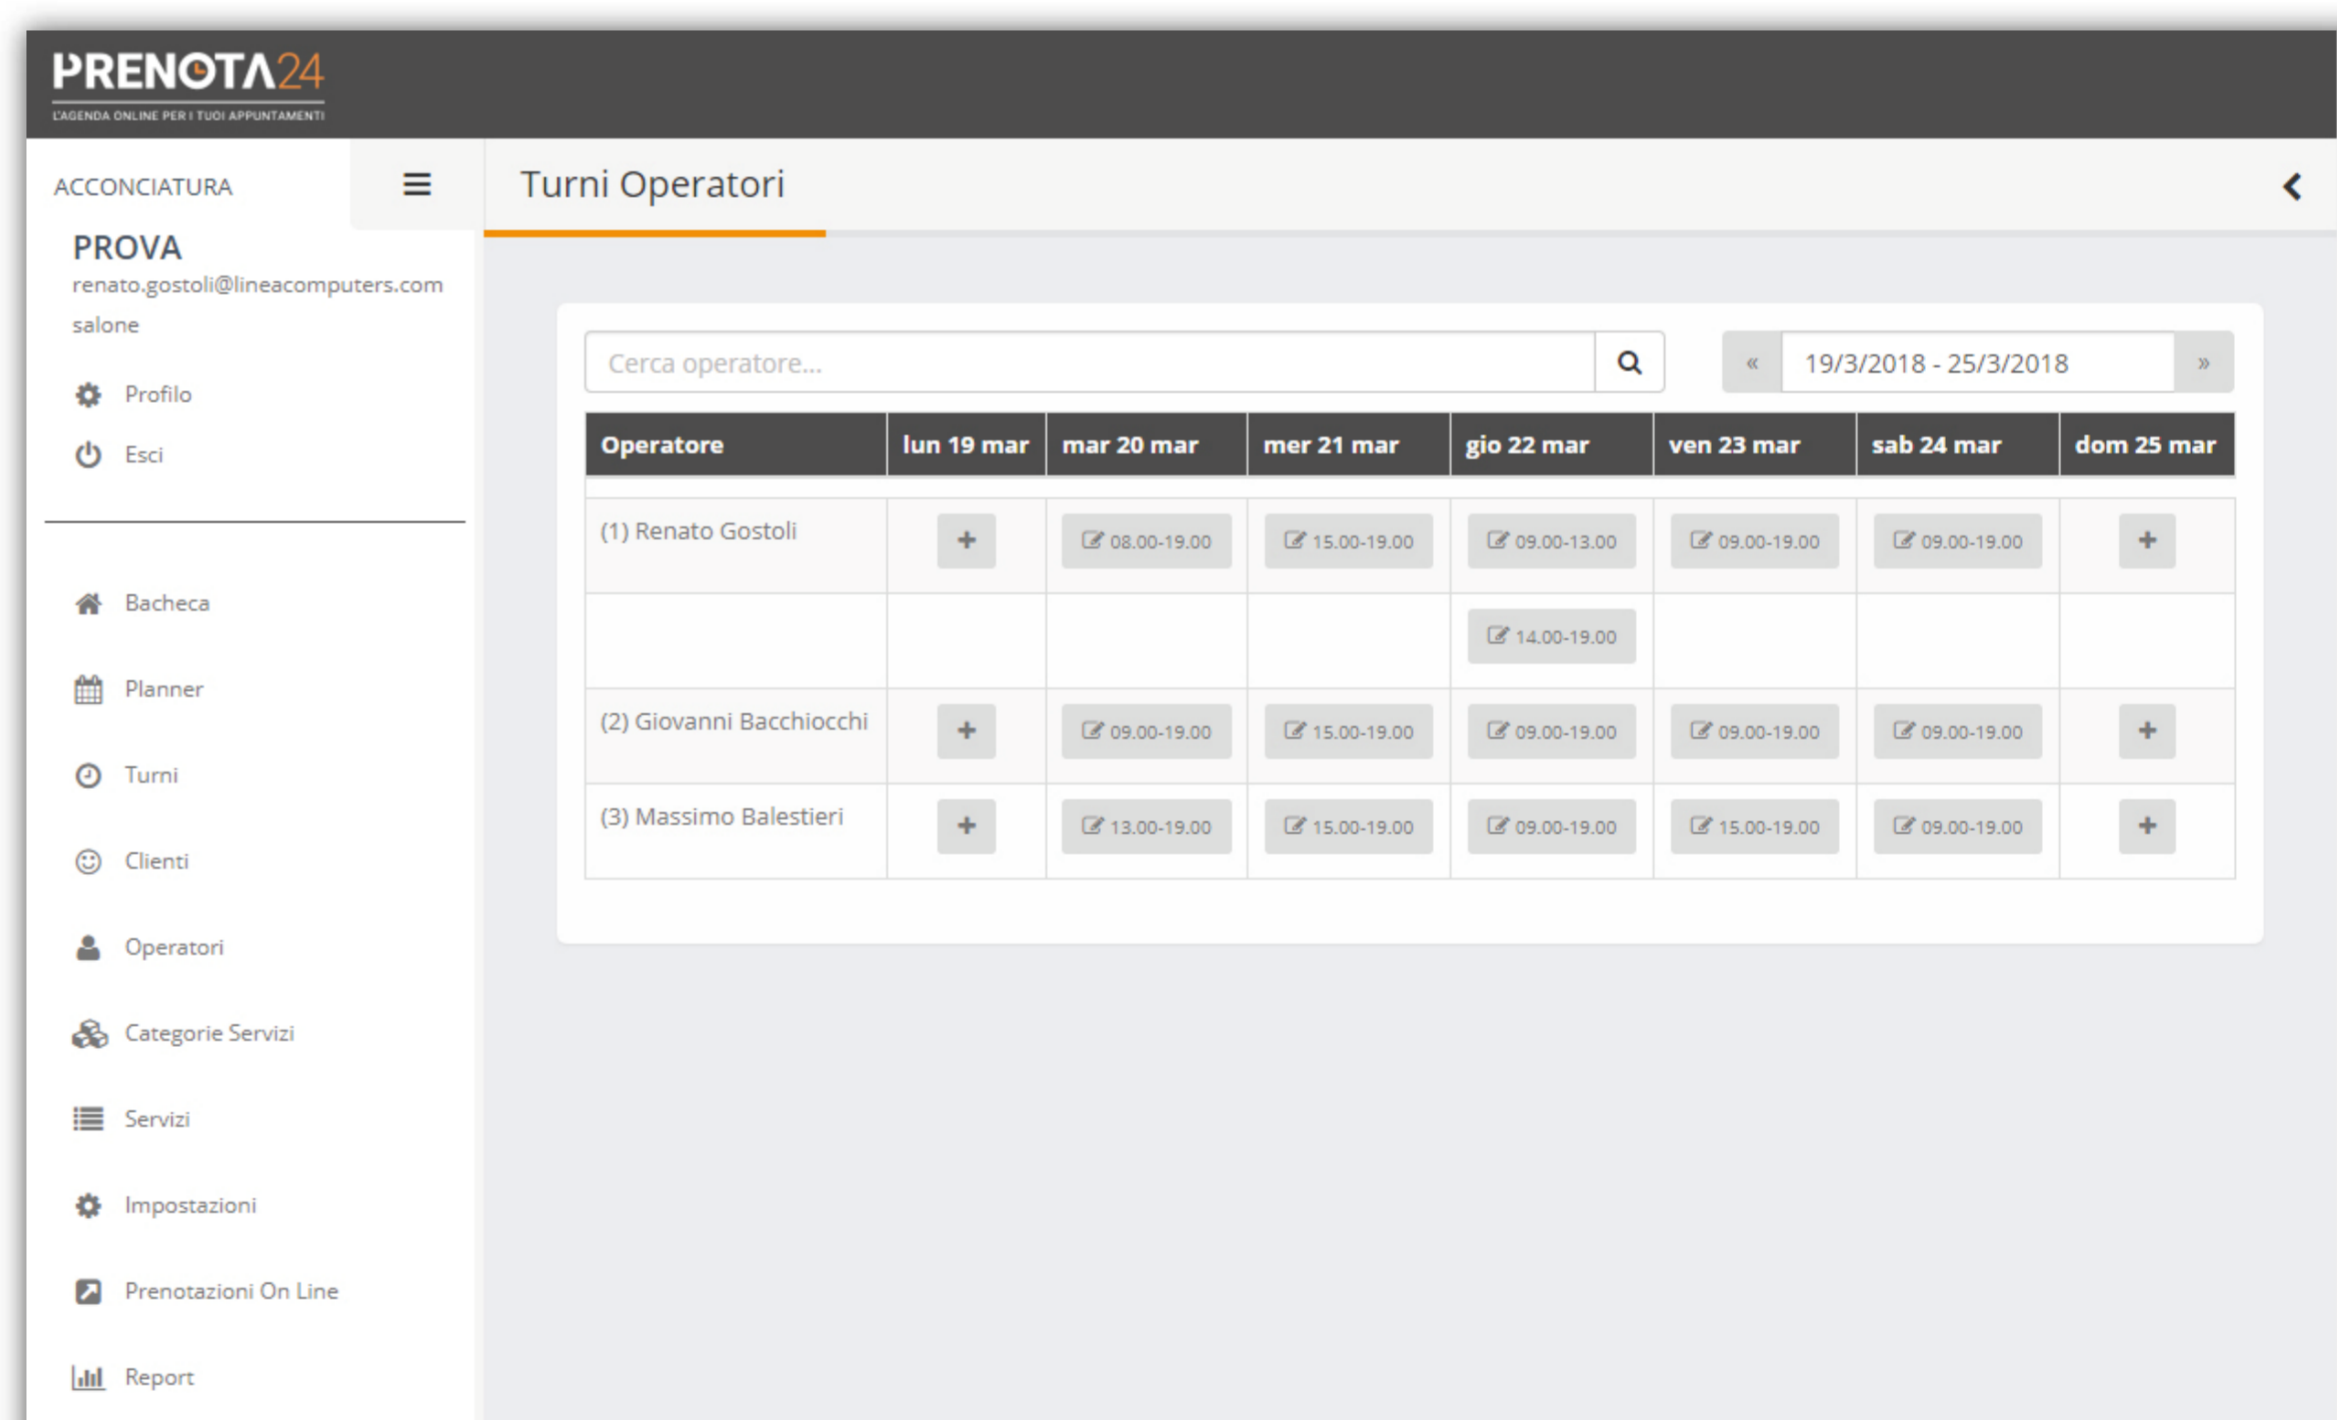 PRENOTA24
L'AGENDA ONLINE PER I TUOI APPUNTAMENTI
ACCONCIATURA
Turni Operatori
PROVA
renato.gostoli@lineacomputers.com
salone
Profilo
Esci
Bacheca
Planner
Turni
Clienti
Operatori
Categorie Servizi
Servizi
Impostazioni
Prenotazioni On Line
Report
Cerca operatore...
« 19/3/2018 - 25/3/2018 »
Operatore lun 19 mar mar 20 mar mer 21 mar gio 22 mar ven 23 mar sab 24 mar dom 25 mar
(1) Renato Gostoli + 08.00-19.00 15.00-19.00 09.00-13.00 09.00-19.00 09.00-19.00 +
14.00-19.00
(2) Giovanni Bacchiocchi + 09.00-19.00 15.00-19.00 09.00-19.00 09.00-19.00 09.00-19.00 +
(3) Massimo Balestieri + 13.00-19.00 15.00-19.00 09.00-19.00 15.00-19.00 09.00-19.00 +